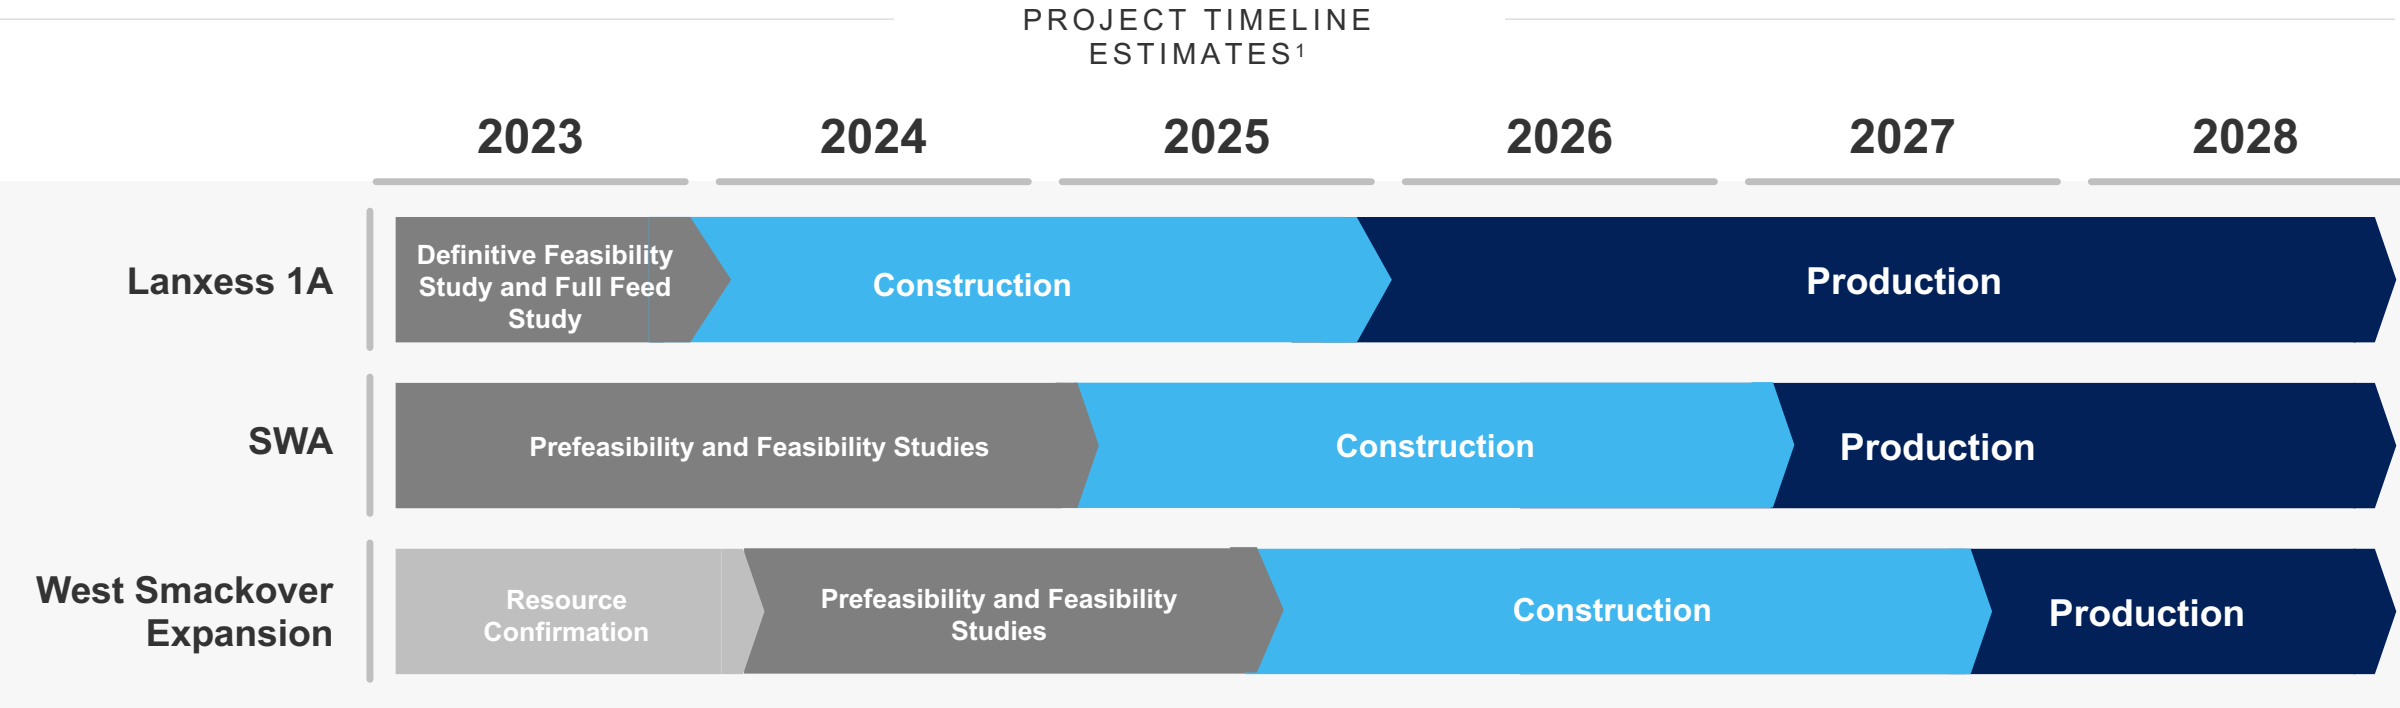 PROJECT TIMELINE
ESTIMATES¹
2023 2024 2025 2026 2027 2028
Lanxess 1A
Definitive Feasibility
Study and Full Feed
Study
Construction
Production
SWA
Prefeasibility and Feasibility Studies
Construction
Production
West Smackover
Expansion
Resource
Confirmation
Prefeasibility and Feasibility
Studies
Construction
Production